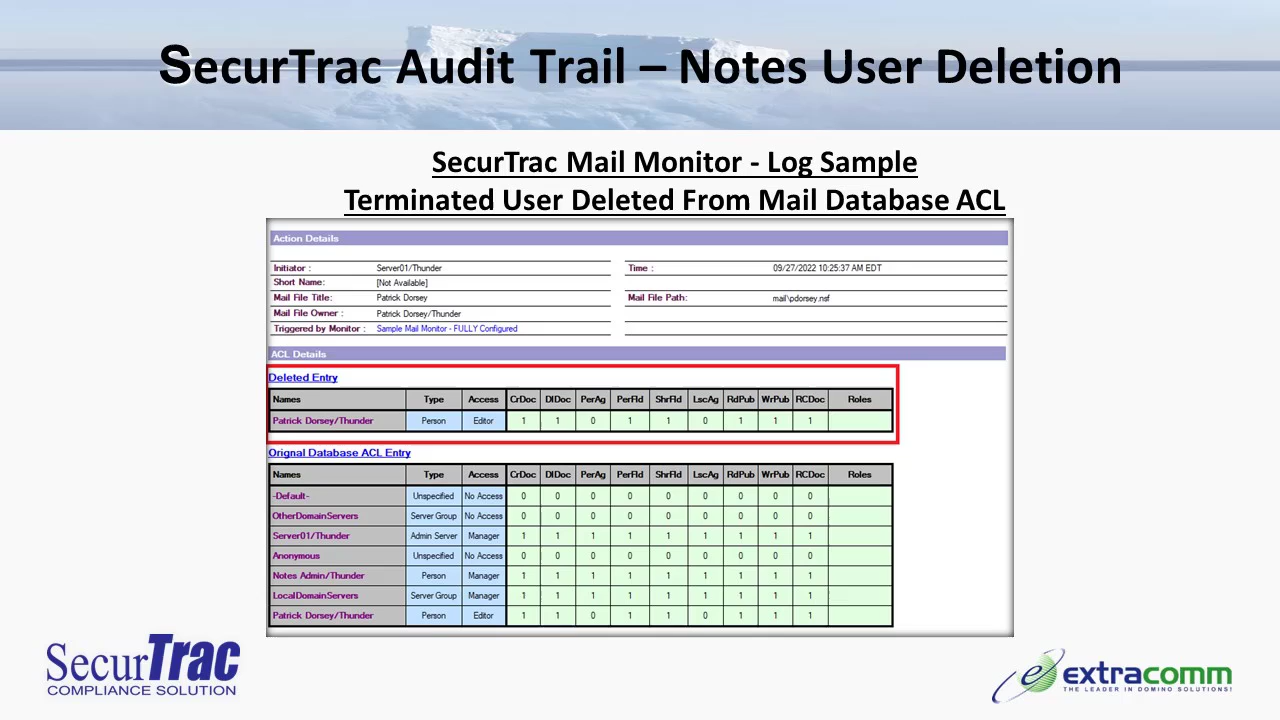 SecurTrac Audit Trail – Notes User Deletion
SecurTrac Mail Monitor - Log Sample
Terminated User Deleted From Mail Database ACL
Action Details
Initiator : Server01/Thunder Time : 09/27/2022 10:25:37 AM EDT
Short Name: [Not Available]
Mail File Title: Patrick Dorsey Mail File Path: mail\pdorsey.nsf
Mail File Owner : Patrick Dorsey/Thunder
Triggered by Monitor : Sample Mail Monitor - FULLY Configured
ACL Details
Deleted Entry
Names Type Access CrDoc DlDoc PerAg PerFld ShrFld LscAg RdPub WrPub RCDoc Roles
Patrick Dorsey/Thunder Person Editor 1 1 0 1 1 0 1 1 1
Orignal Database ACL Entry
Names Type Access CrDoc DlDoc PerAg PerFld ShrFld LscAg RdPub WrPub RCDoc Roles
-Default- Unspecified No Access 0 0 0 0 0 0 0 0 0
OtherDomainServers Server Group No Access 0 0 0 0 0 0 0 0 0
Server01/Thunder Admin Server Manager 1 1 1 1 1 1 1 1 1
Anonymous Unspecified No Access 0 0 0 0 0 0 0 0 0
Notes Admin/Thunder Person Manager 1 1 1 1 1 1 1 1 1
LocalDomainServers Server Group Manager 1 1 1 1 1 1 1 1 1
Patrick Dorsey/Thunder Person Editor 1 1 0 1 1 0 1 1 1
SecurTrac
COMPLIANCE SOLUTION
e extracomm
THE LEADER IN DOMINO SOLUTIONS!